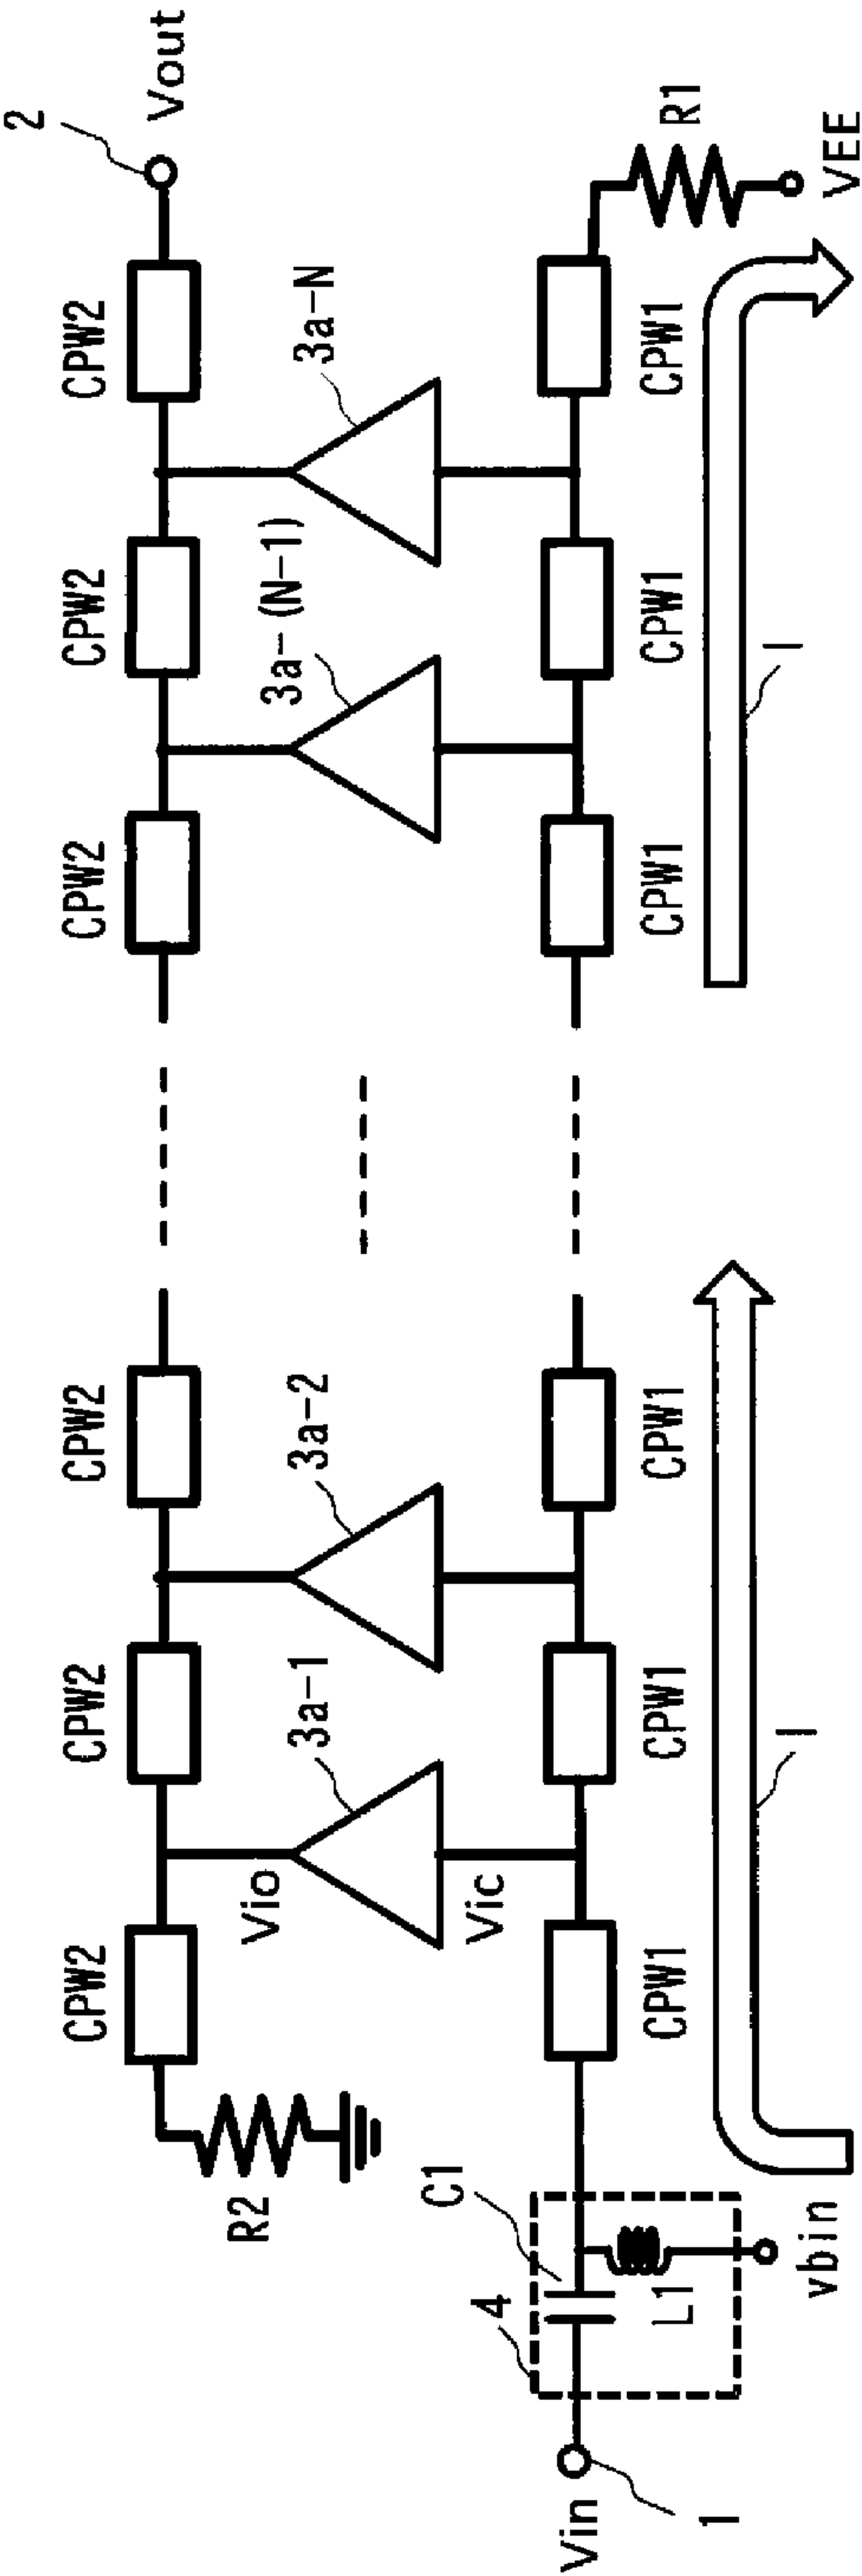 2
Vout
CPW2
CPW2
CPW2
CPW2
CPW2
CPW2
3a-N
3a-(N-1)
3a-2
3a-1
Vio
Vic
R2
R1
VEE
CPW1
CPW1
CPW1
CPW1
CPW1
CPW1
I
I
C1
4
L1
vbin
Vin
1